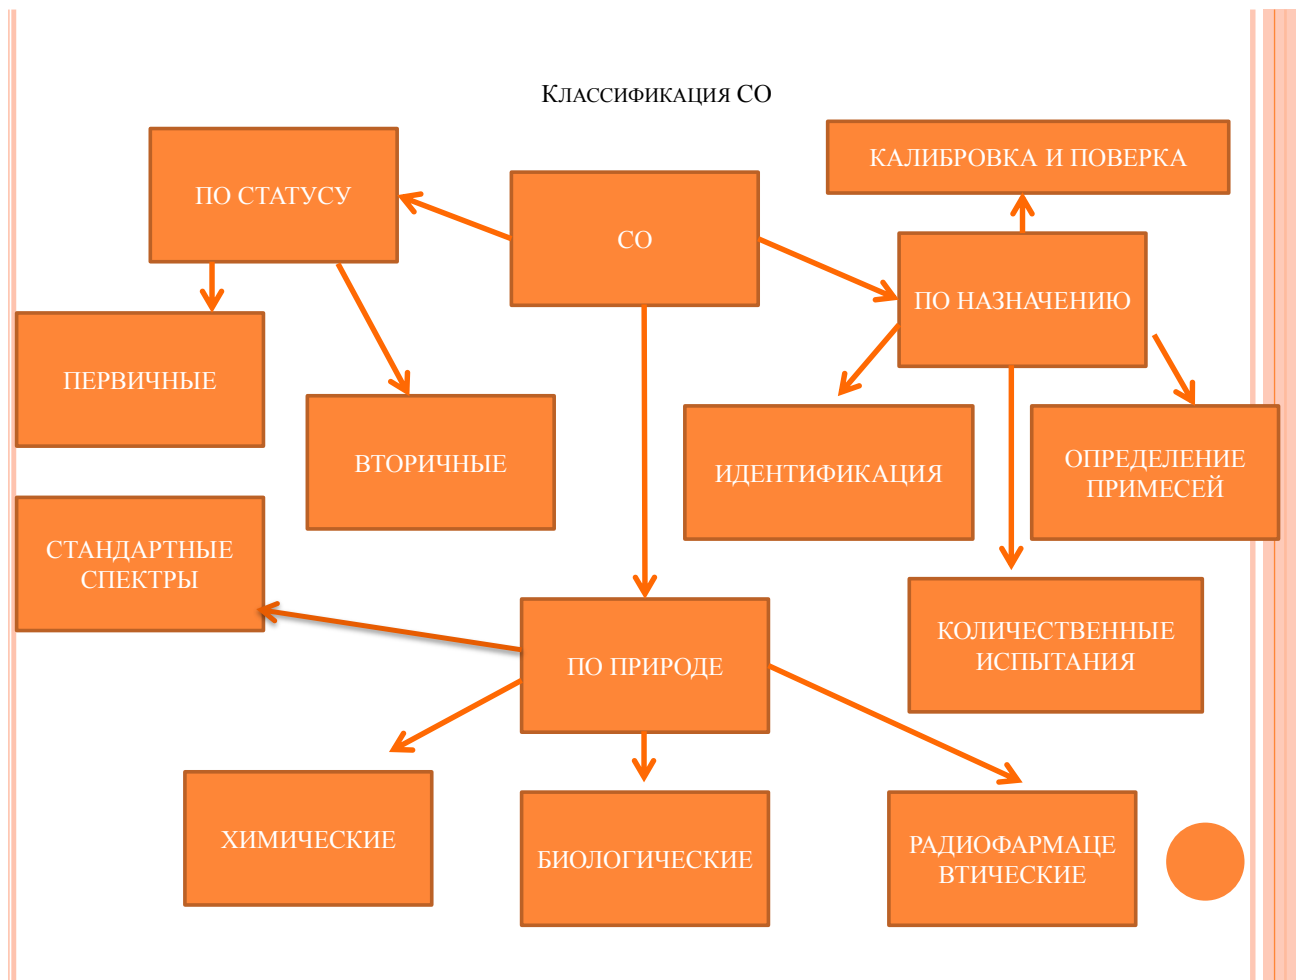 Классификация СО
КАЛИБРОВКА И ПОВЕРКА
ПО СТАТУСУ
СО
ПО НАЗНАЧЕНИЮ
ПЕРВИЧНЫЕ
ВТОРИЧНЫЕ
ИДЕНТИФИКАЦИЯ
ОПРЕДЕЛЕНИЕ
ПРИМЕСЕЙ
СТАНДАРТНЫЕ
СПЕКТРЫ
КОЛИЧЕСТВЕННЫЕ
ИСПЫТАНИЯ
ПО ПРИРОДЕ
ХИМИЧЕСКИЕ
БИОЛОГИЧЕСКИЕ
РАДИОФАРМАЦЕ
ВТИЧЕСКИЕ